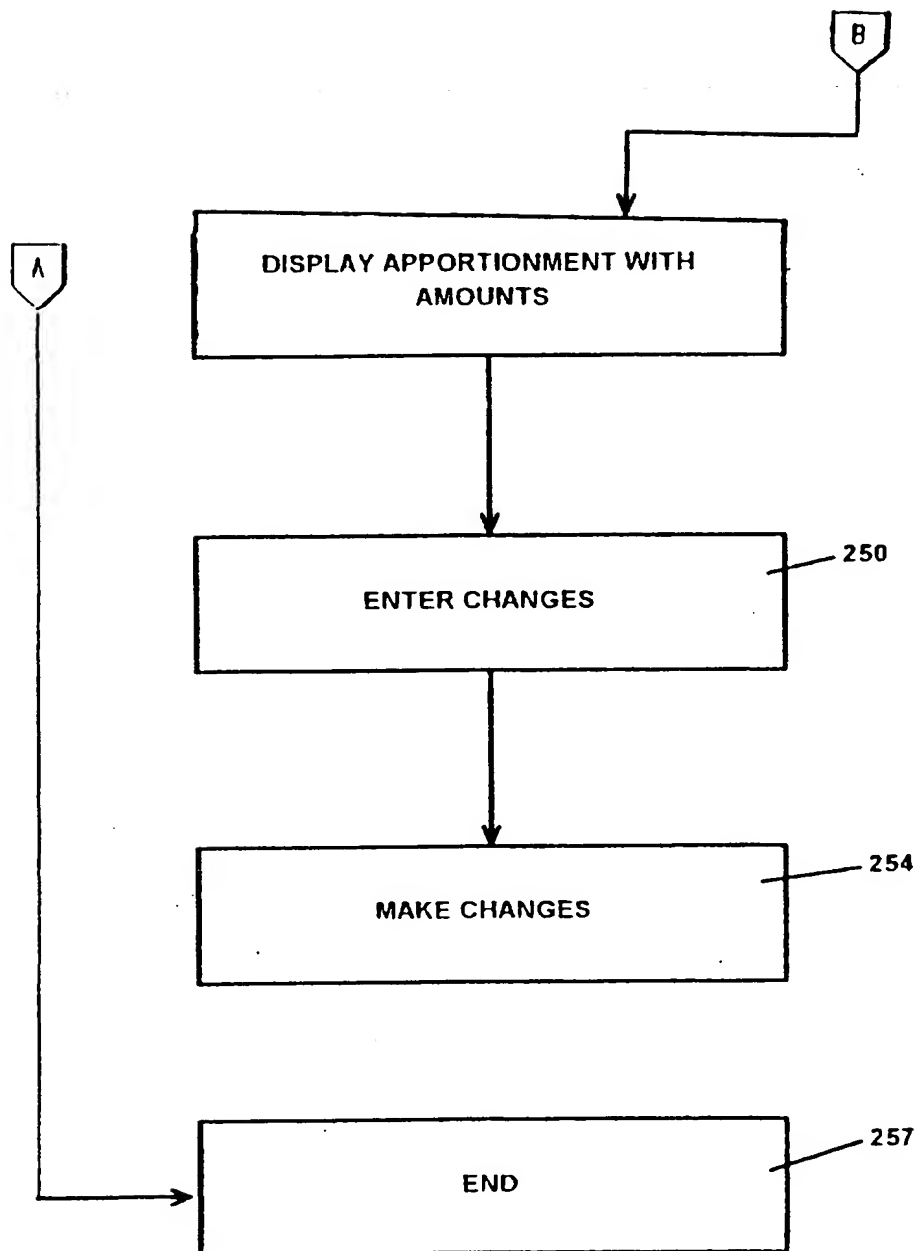 B
A
DISPLAY APPORTIONMENT WITH
AMOUNTS
250
ENTER CHANGES
254
MAKE CHANGES
257
END